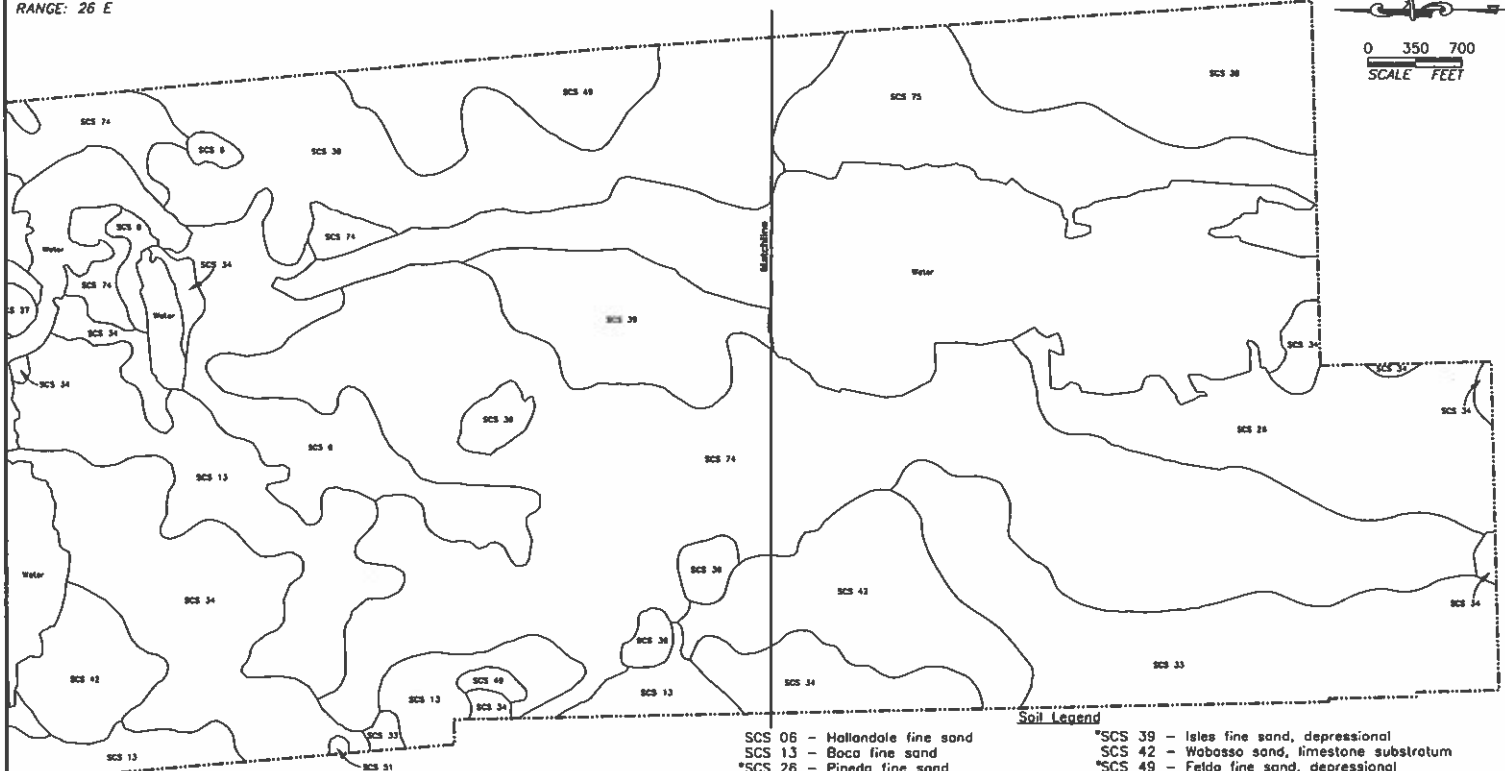 RANGE: 26 E
0 350 700
SCALE FEET
SCS 49
SCS 38
SCS 75
SCS 74
SCS 6
SCS 38
SCS 6
SCS 74
Water
SCS 34
Matchline
Water
SCS 74
Water
SCS 39
SCS 34
SCS 34
SCS 34
SCS 34
SCS 34
SCS 38
SCS 26
SCS 6
SCS 74
SCS 13
SCS 38
Water
SCS 42
SCS 34
SCS 34
SCS 38
SCS 33
SCS 42
SCS 49
SCS 34
SCS 13
SCS 13
SCS 34
SCS 33
SCS 13
SCS 31
Soil Legend
SCS 06 - Hallandale fine sand
*SCS 39 - Isles fine sand, depressional
SCS 13 - Boca fine sand
SCS 42 - Wabasso sand, limestone substratum
*SCS 26 - Pineda fine sand
*SCS 49 - Felda fine sand, depressional